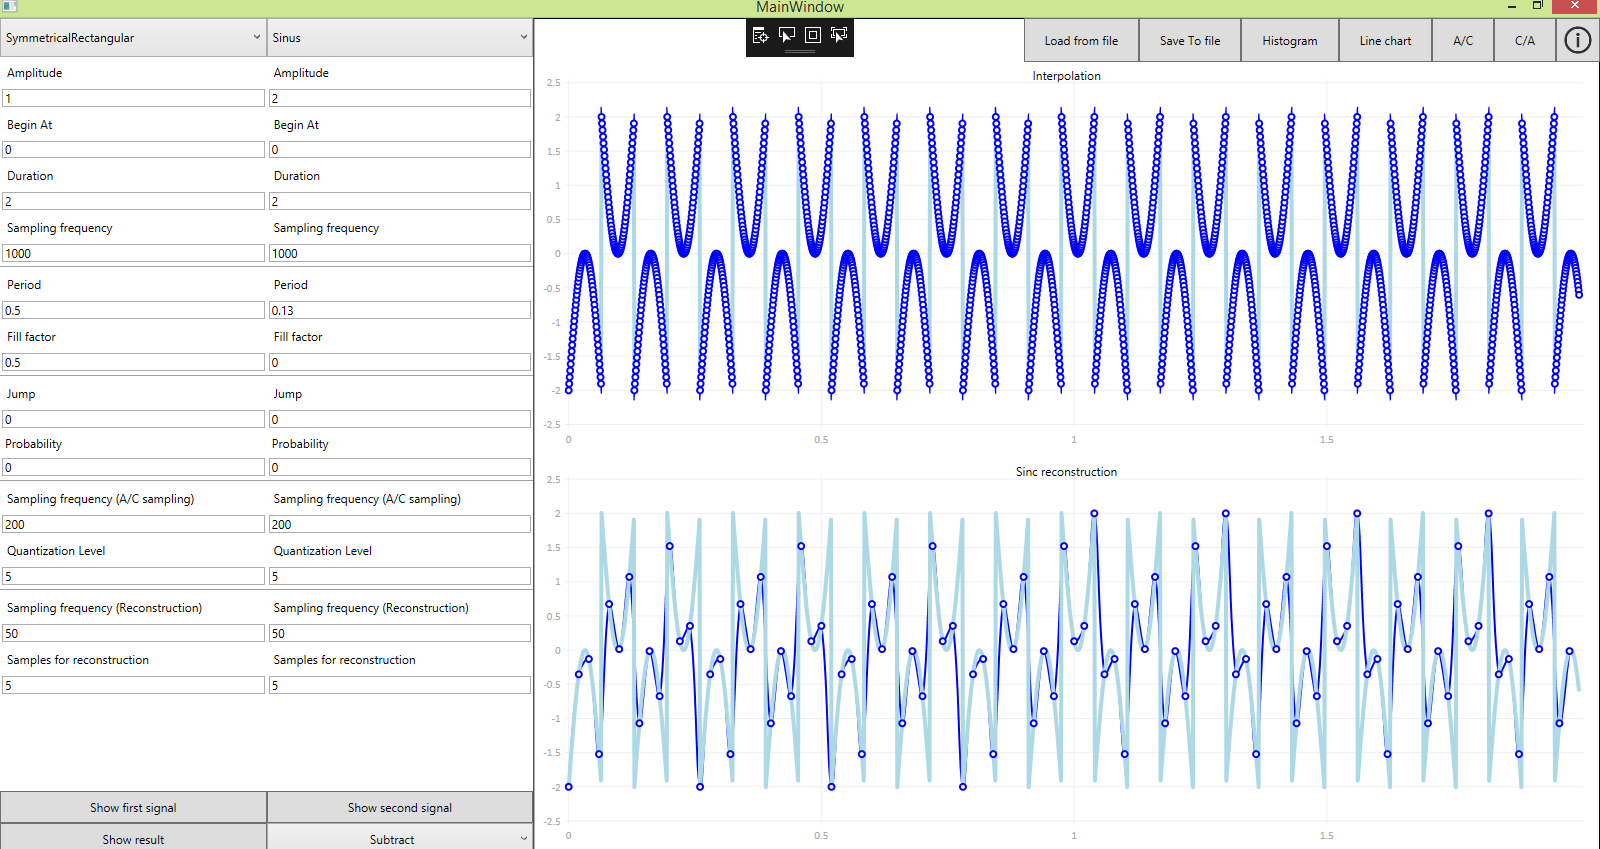 MainWindow
SymmetricalRectangular
Sinus
Load from file
Save To file
Histogram
Line chart
A/C
C/A
Amplitude
Amplitude
1
2
Begin At
Begin At
0
0
Duration
Duration
2
2
Sampling frequency
Sampling frequency
1000
1000
Period
Period
0.5
0.13
Fill factor
Fill factor
0.5
0
Jump
Jump
0
0
Probability
Probability
0
0
Sampling frequency (A/C sampling)
Sampling frequency (A/C sampling)
200
200
Quantization Level
Quantization Level
5
5
Sampling frequency (Reconstruction)
Sampling frequency (Reconstruction)
50
50
Samples for reconstruction
Samples for reconstruction
5
5
Show first signal
Show second signal
Show result
Subtract
Interpolation
2.5
2
1.5
1
0.5
0
-0.5
-1
-1.5
-2
-2.5
0
0.5
1
1.5
Sinc reconstruction
2.5
2
1.5
1
0.5
0
-0.5
-1
-1.5
-2
-2.5
0
0.5
1
1.5